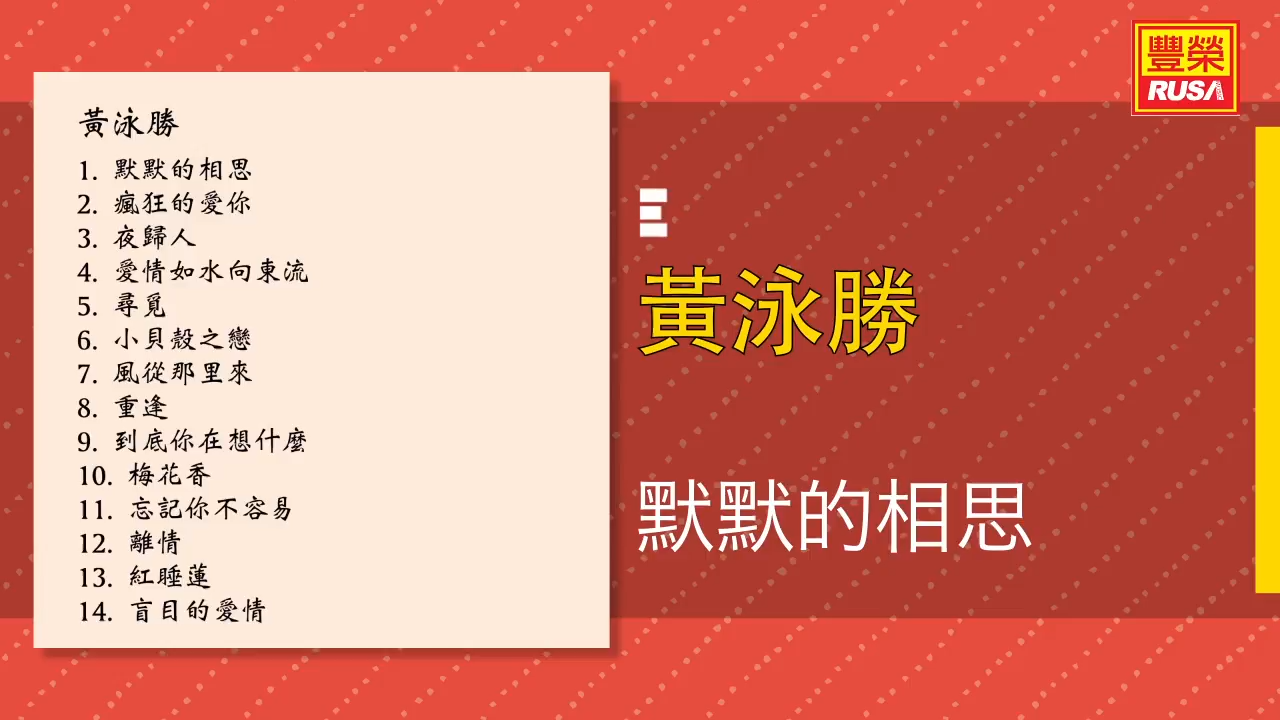 黃泳勝
1. 默默的相思
2. 瘋狂的愛你
3. 夜歸人
4. 愛情如水向東流
5. 尋覓
6. 小貝殼之戀
7. 風從那里來
8. 重逢
9. 到底你在想什麼
10. 梅花香
11. 忘記你不容易
12. 離情
13. 紅睡蓮
14. 盲目的愛情
豐榮
RUSA
黃泳勝
默默的相思